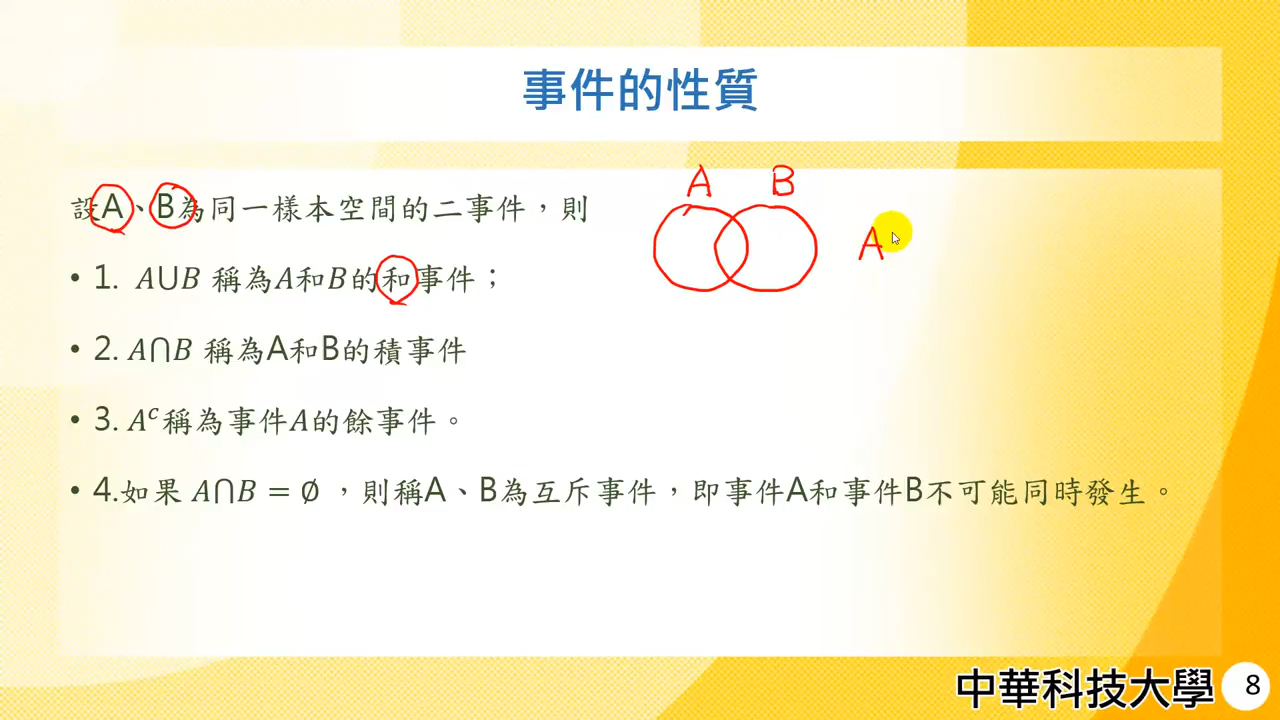 事件的性質
設A、B為同一樣本空間的二事件，則
A B
A
• 1. A∪B 稱為A和B的和事件；
• 2. A⋂B 稱為A和B的積事件
• 3. Aᶜ稱為事件A的餘事件。
• 4.如果 A⋂B = ∅ ，則稱A、B為互斥事件，即事件A和事件B不可能同時發生。
中華科技大學
8